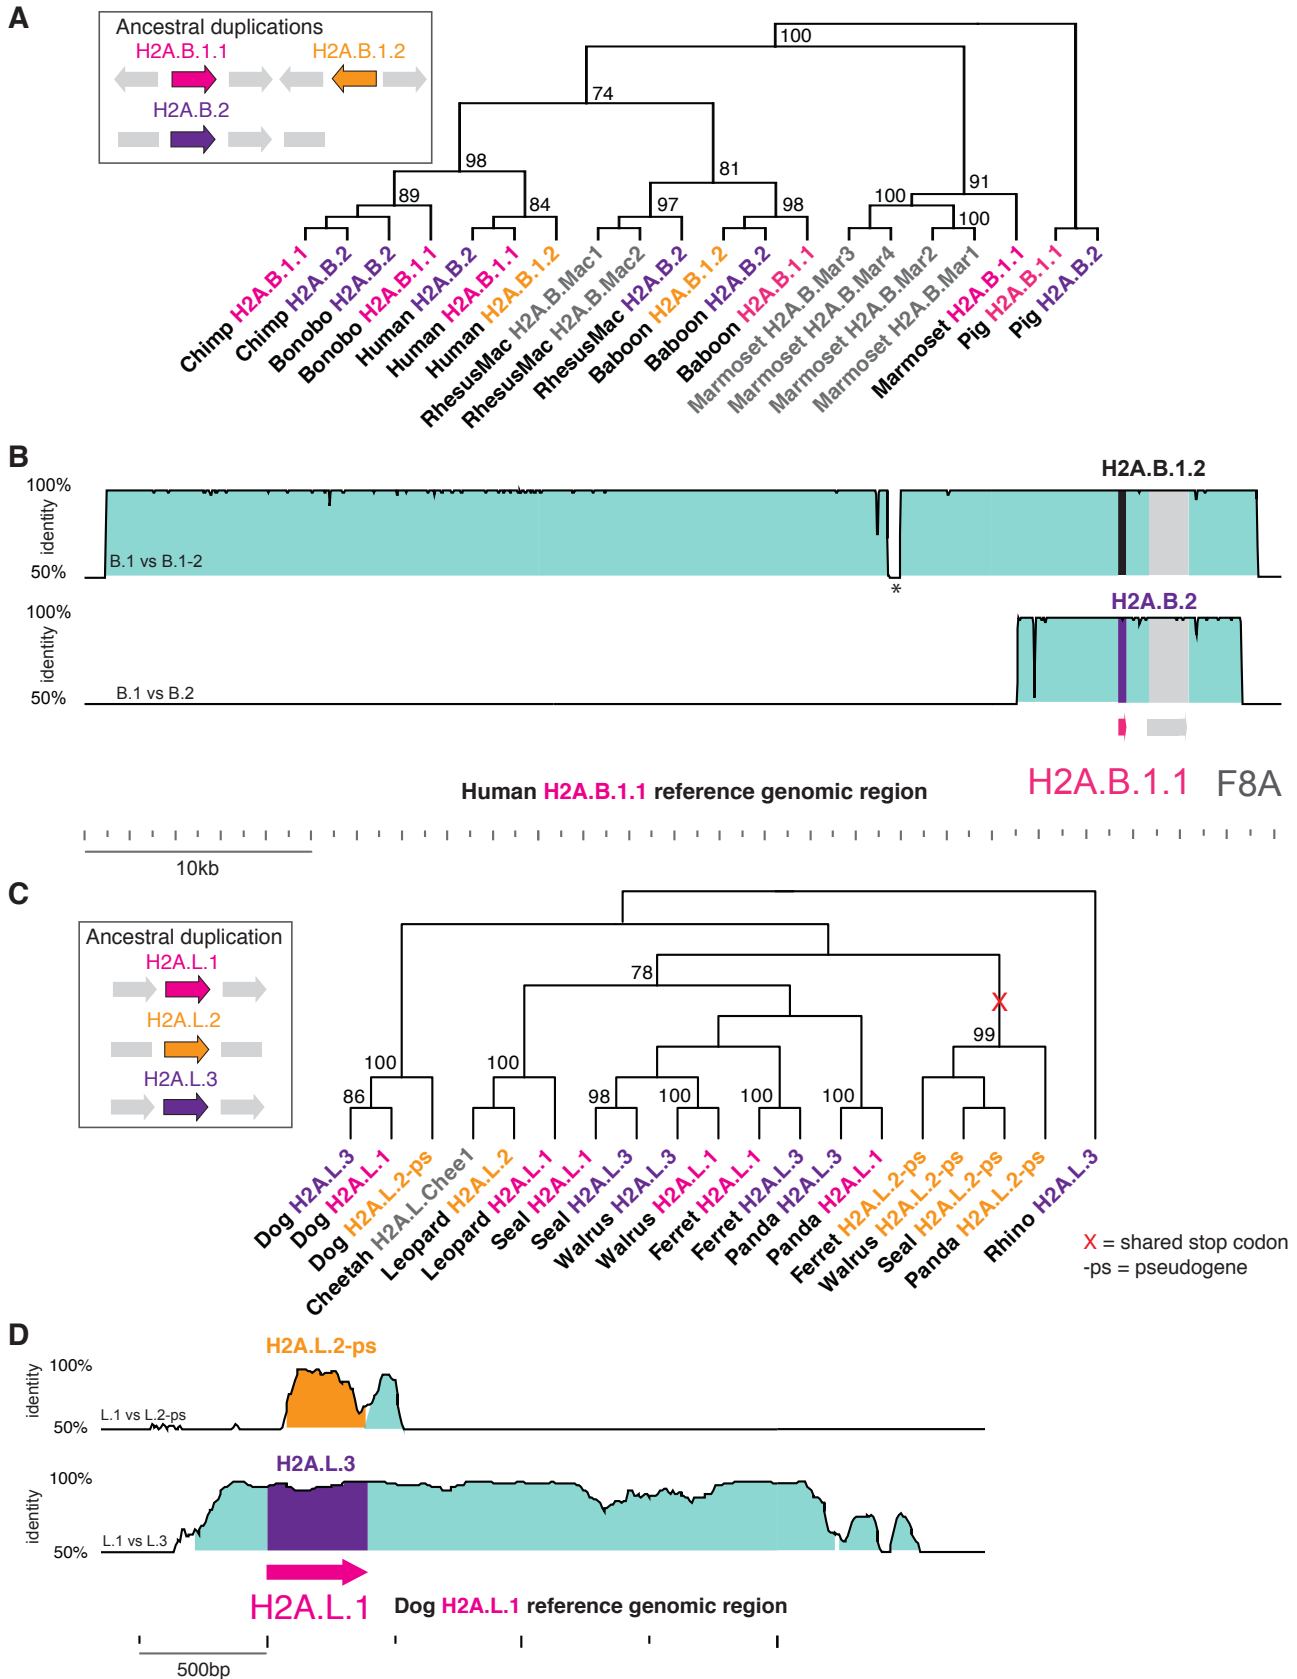 A
Ancestral duplications
H2A.B.1.1
H2A.B.1.2
H2A.B.2
100
74
98
81
91
89
84
97
98
100
100
Chimp H2A.B.1.1
Chimp H2A.B.2
Bonobo H2A.B.2
Bonobo H2A.B.1.1
Human H2A.B.2
Human H2A.B.1.1
Human H2A.B.1.2
RhesusMac H2A.B.Mac1
RhesusMac H2A.B.Mac2
RhesusMac H2A.B.2
Baboon H2A.B.1.2
Baboon H2A.B.2
Baboon H2A.B.1.1
Marmoset H2A.B.Mar3
Marmoset H2A.B.Mar4
Marmoset H2A.B.Mar2
Marmoset H2A.B.Mar1
Marmoset H2A.B.1.1
Pig H2A.B.1.1
Pig H2A.B.2
B
H2A.B.1.2
100%
identity
B.1 vs B.1-2
50%
*
H2A.B.2
100%
identity
B.1 vs B.2
50%
H2A.B.1.1 F8A
Human H2A.B.1.1 reference genomic region
10kb
C
Ancestral duplication
H2A.L.1
H2A.L.2
H2A.L.3
78
X
99
100
100
86
98
100
100
100
Dog H2A.L.3
Dog H2A.L.1
Dog H2A.L.2-ps
Cheetah H2A.L.Chee1
Leopard H2A.L.2
Leopard H2A.L.1
Seal H2A.L.1
Seal H2A.L.3
Walrus H2A.L.3
Walrus H2A.L.1
Ferret H2A.L.1
Ferret H2A.L.3
Panda H2A.L.3
Panda H2A.L.1
Ferret H2A.L.2-ps
Walrus H2A.L.2-ps
Seal H2A.L.2-ps
Panda H2A.L.2-ps
Rhino H2A.L.3
X = shared stop codon
-ps = pseudogene
D
H2A.L.2-ps
100%
identity
L.1 vs L.2-ps
50%
H2A.L.3
100%
identity
L.1 vs L.3
50%
H2A.L.1
Dog H2A.L.1 reference genomic region
500bp